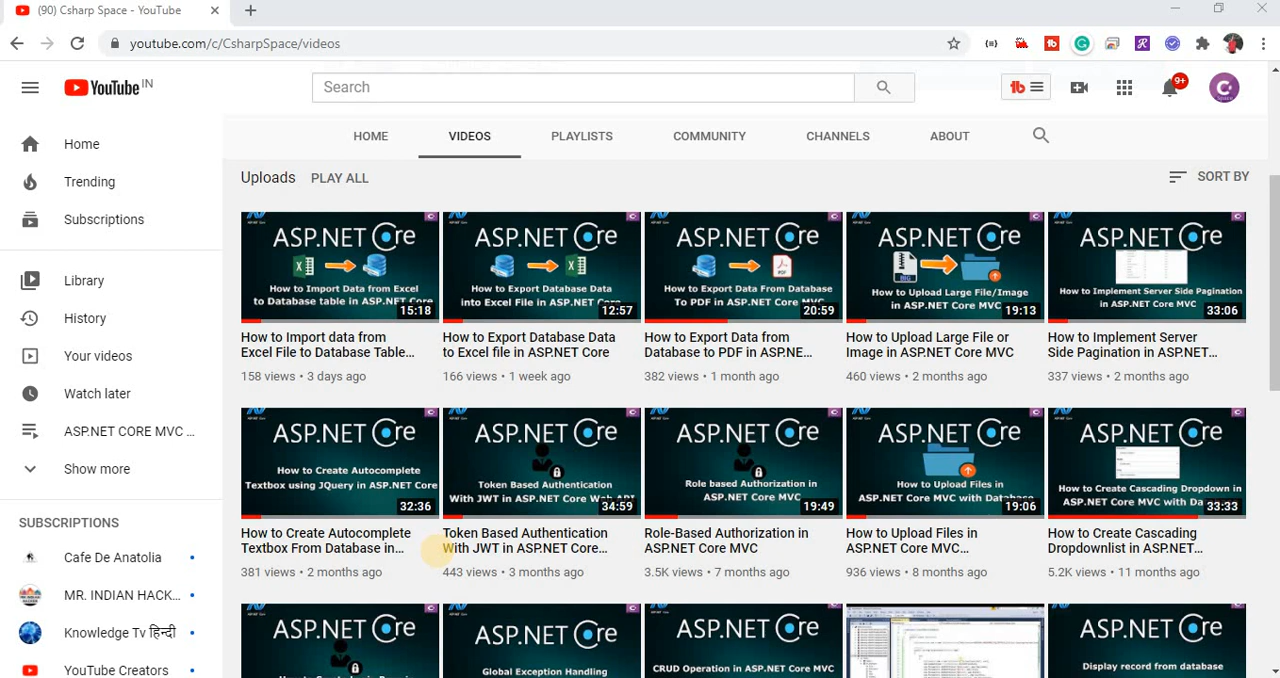 (90) Csharp Space - YouTube
youtube.com/c/CsharpSpace/videos
YouTube IN
Search
9+
HOME VIDEOS PLAYLISTS COMMUNITY CHANNELS ABOUT
Home
Trending
Subscriptions
Library
History
Your videos
Watch later
ASP.NET CORE MVC ...
Show more
SUBSCRIPTIONS
Cafe De Anatolia
MR. INDIAN HACK...
Knowledge Tv हिन्दी
YouTube Creators
Uploads PLAY ALL SORT BY
ASP.NET Core
How to Import Data from Excel
to Database table in ASP.NET Core
15:18
How to Import data from
Excel File to Database Table...
158 views • 3 days ago
ASP.NET Core
How to Export Database Data
into Excel File in ASP.NET Core
12:57
How to Export Database Data
to Excel file in ASP.NET Core
166 views • 1 week ago
ASP.NET Core
PDF
How to Export Data From Database
To PDF in ASP.NET Core MVC
20:59
How to Export Data from
Database to PDF in ASP.NE...
382 views • 1 month ago
ASP.NET Core
How to Upload Large File/Image
in ASP.NET Core MVC
19:13
How to Upload Large File or
Image in ASP.NET Core MVC
460 views • 2 months ago
ASP.NET Core
How to Implement Server Side Pagination
in ASP.NET Core MVC
33:06
How to Implement Server
Side Pagination in ASP.NET...
337 views • 2 months ago
ASP.NET Core
How to Create Autocomplete
Textbox using JQuery in ASP.NET Core
32:36
How to Create Autocomplete
Textbox From Database in...
381 views • 2 months ago
ASP.NET Core
Token Based Authentication
With JWT in ASP.NET Core Web API
34:59
Token Based Authentication
With JWT in ASP.NET Core...
443 views • 3 months ago
ASP.NET Core
Role based Authorization in
ASP.NET Core MVC
19:49
Role-Based Authorization in
ASP.NET Core MVC
3.5K views • 7 months ago
ASP.NET Core
How to Upload Files in
ASP.NET Core MVC with Database
19:06
How to Upload Files in
ASP.NET Core MVC...
936 views • 8 months ago
ASP.NET Core
How to Create Cascading Dropdown in
ASP.NET Core MVC with Database
33:33
How to Create Cascading
Dropdownlist in ASP.NET...
5.2K views • 11 months ago
ASP.NET Core
ASP.NET Core
Global Exception Handling
ASP.NET Core
CRUD Operation in ASP.NET Core MVC
ASP.NET Core
Display record from database